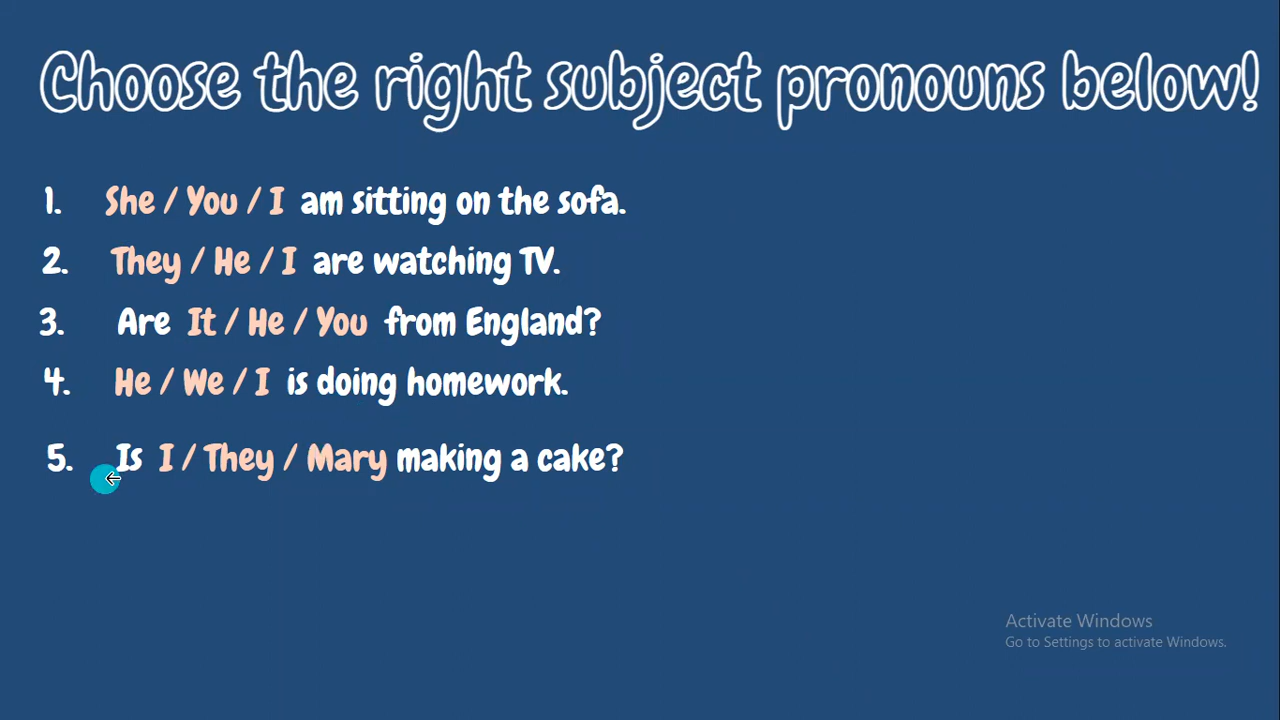 Choose the right subject pronouns below!
1. She / You / I am sitting on the sofa.
2. They / He / I are watching TV.
3. Are It / He / You from England?
4. He / We / I is doing homework.
5. Is I / They / Mary making a cake?
Activate Windows
Go to Settings to activate Windows.